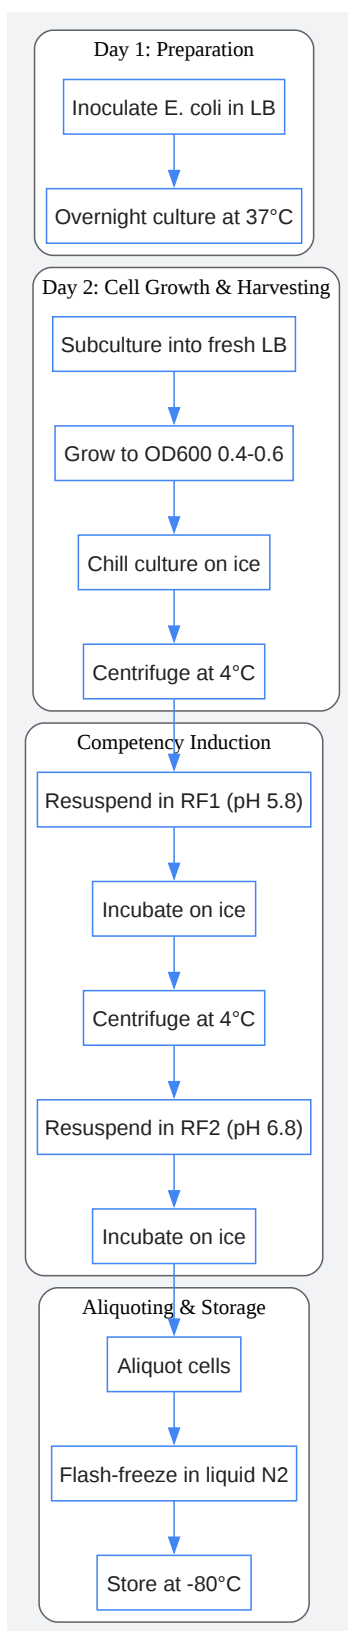 Day 1: Preparation
Inoculate E. coli in LB
Overnight culture at 37°C
Day 2: Cell Growth & Harvesting
Subculture into fresh LB
Grow to OD600 0.4-0.6
Chill culture on ice
Centrifuge at 4°C
Competency Induction
Resuspend in RF1 (pH 5.8)
Incubate on ice
Centrifuge at 4°C
Resuspend in RF2 (pH 6.8)
Incubate on ice
Aliquoting & Storage
Aliquot cells
Flash-freeze in liquid N2
Store at -80°C